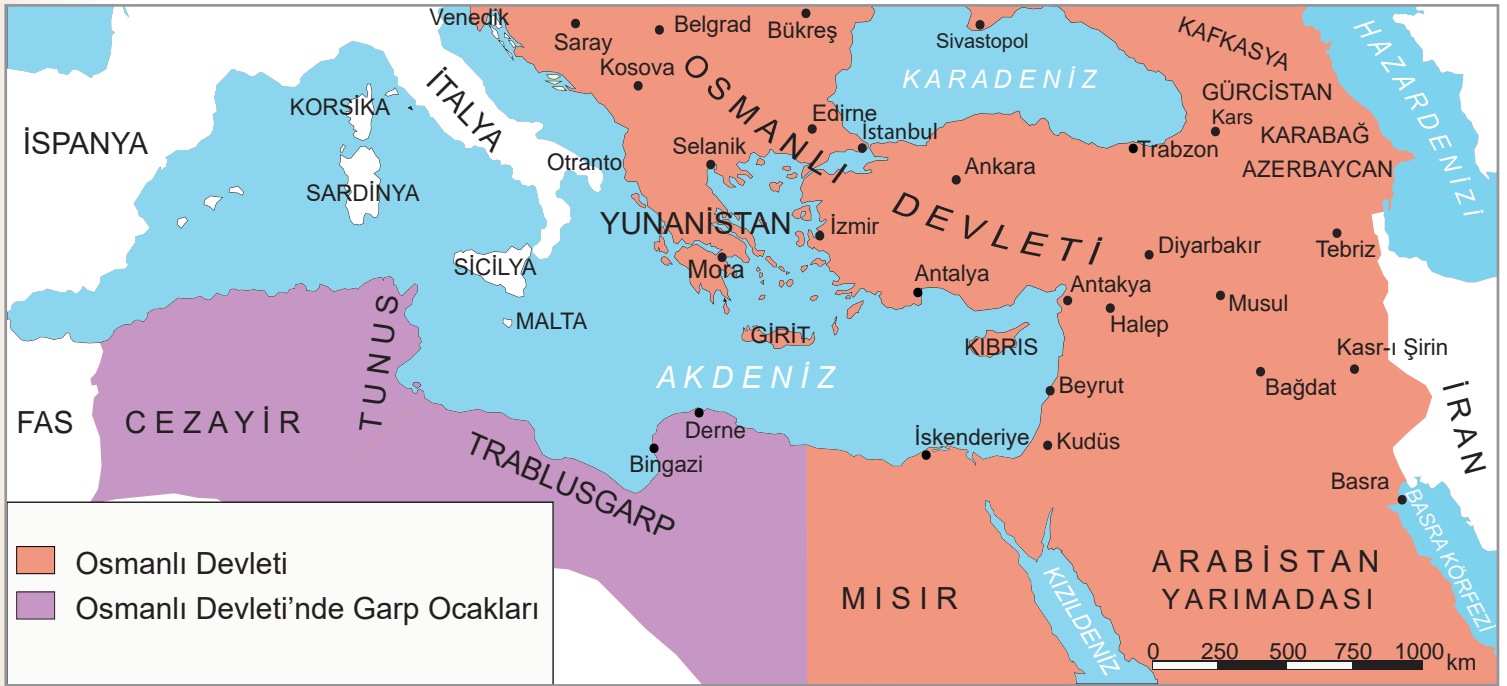 Venedik
Saray
Belgrad
Bükreş
Sivastopol
KAFKASYA
HAZARDENİZİ
Kosova
OSMANLI
KARADENİZ
KORSİKA
İTALYA
GÜRCİSTAN
Kars
Edirne
İstanbul
KARABAĞ
İSPANYA
Selanik
Trabzon
Otranto
Ankara
AZERBAYCAN
SARDİNYA
DEVLETİ
YUNANİSTAN
İzmir
Diyarbakır
Tebriz
SİCİLYA
Mora
Antalya
Antakya
Musul
TUNUS
MALTA
Halep
GİRİT
KIBRIS
Kasr-ı Şirin
AKDENİZ
Beyrut
Bağdat
İRAN
FAS
CEZAYİR
Derne
İskenderiye
Kudüs
Bingazi
TRABLUSGARP
Basra
BASRA KÖRFEZİ
Osmanlı Devleti
Osmanlı Devleti’nde Garp Ocakları
MISIR
KIZILDENİZ
ARABİSTAN
YARIMADASI
0 250 500 750 1000 km